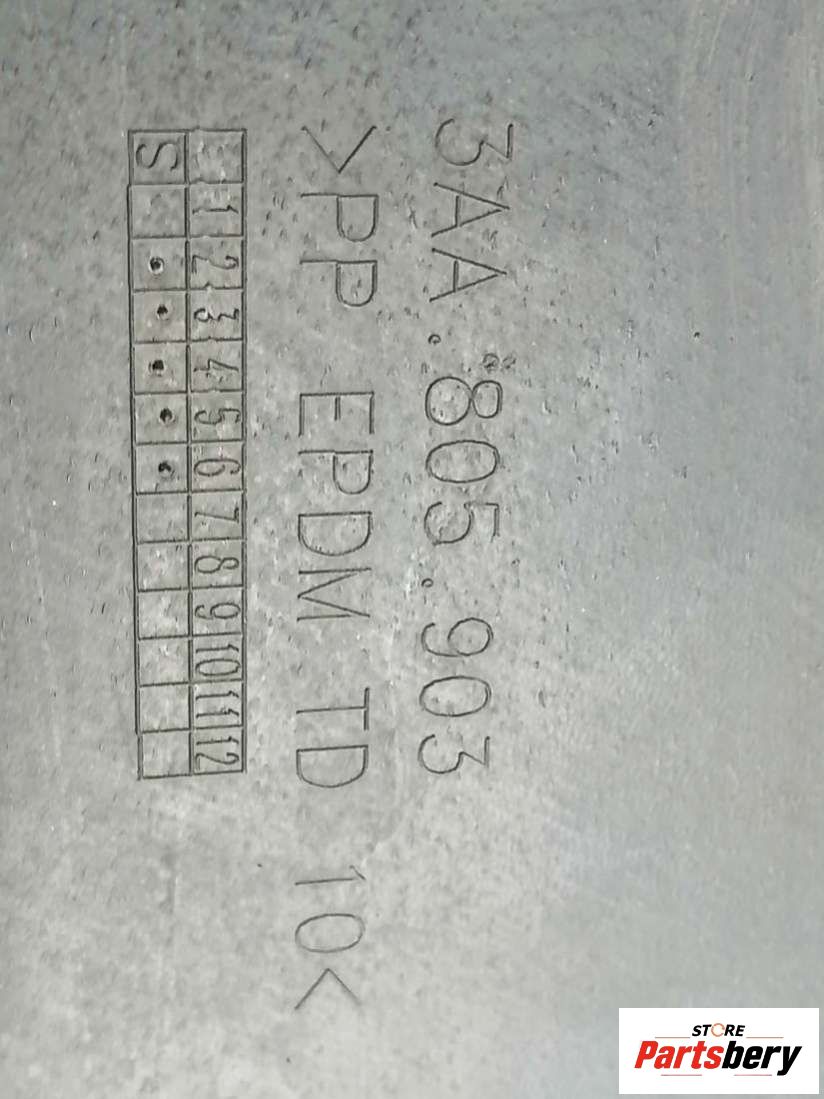 3AA.805.903
>PP EPDM TD 10<
1 2 3 4 5 6 7 8 9 10 11 12
S
STORE
Partsbery